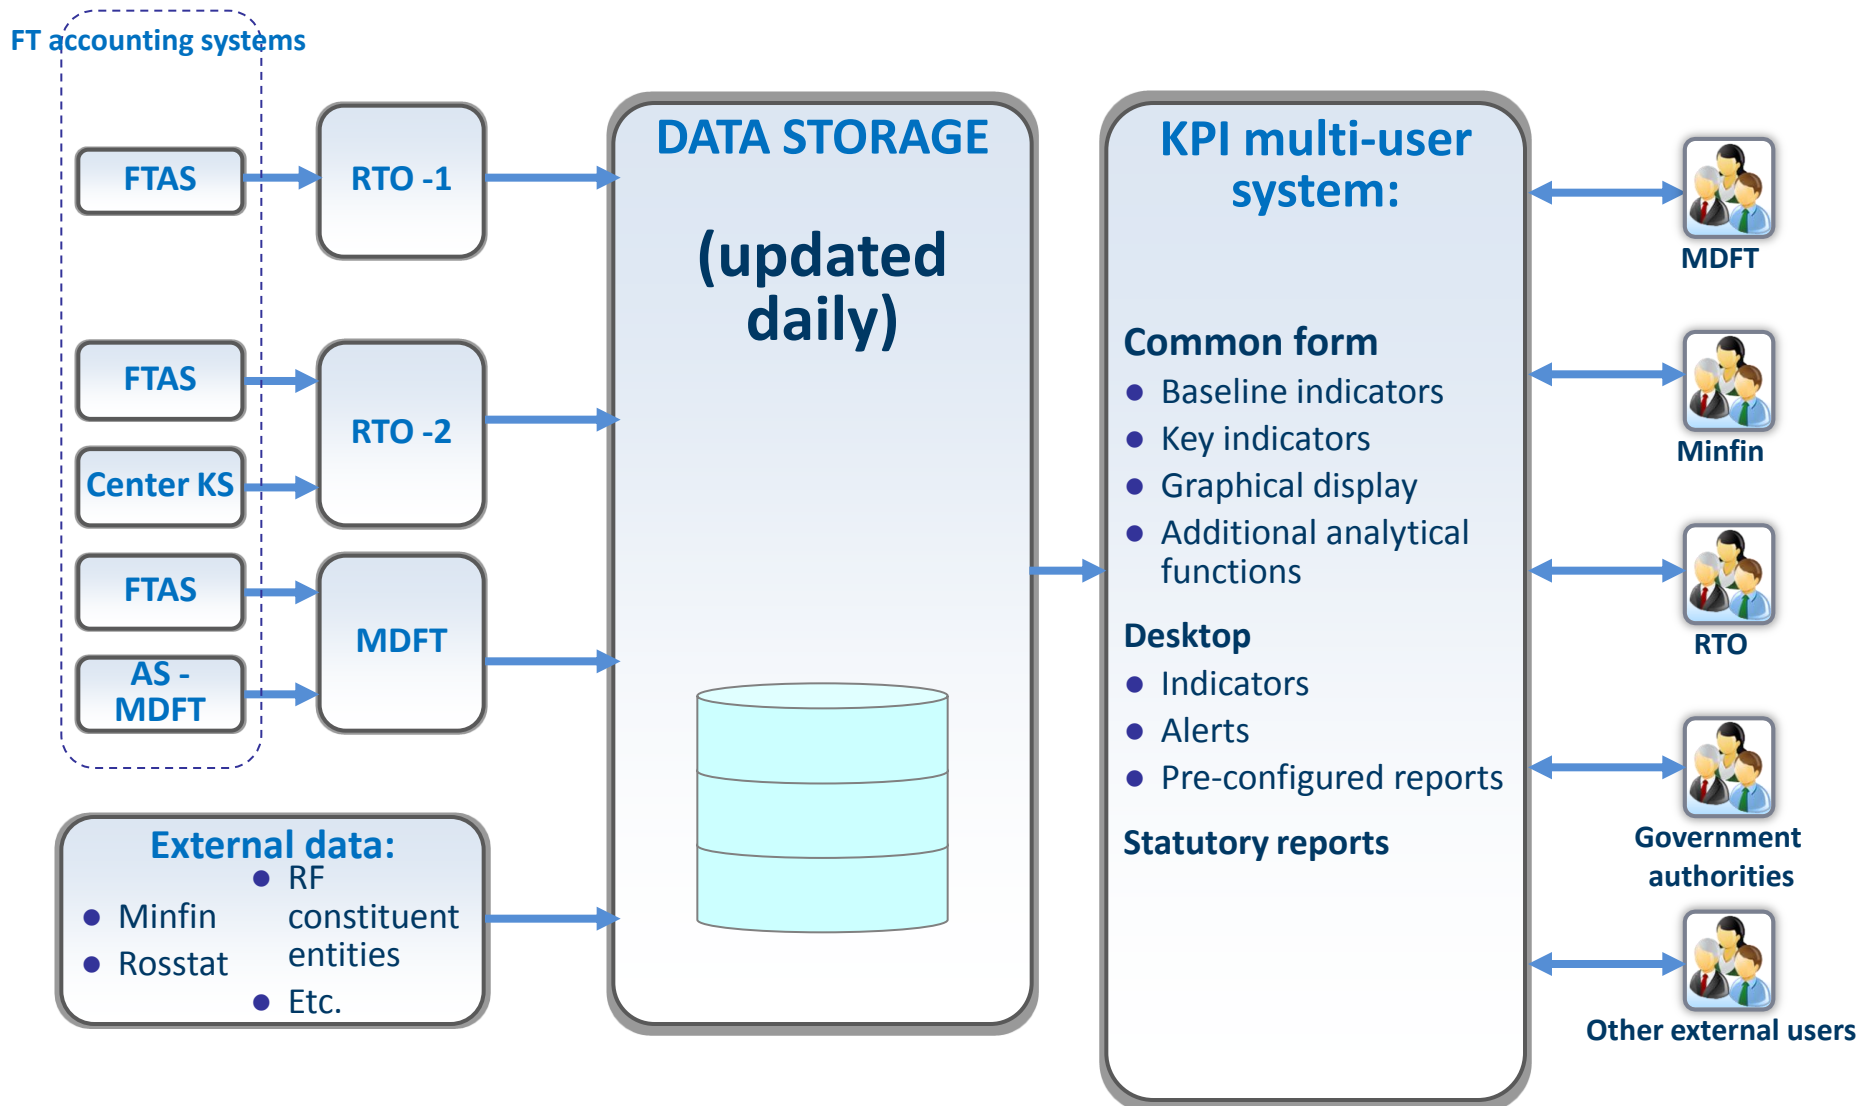 FT accounting systems
FTAS
RTO -1
FTAS
Center KS
RTO -2
FTAS
AS -
MDFT
MDFT
External data:
● Minfin
● Rosstat
● RF
constituent
entities
● Etc.
DATA STORAGE
(updated
daily)
KPI multi-user
system:
Common form
● Baseline indicators
● Key indicators
● Graphical display
● Additional analytical
functions
Desktop
● Indicators
● Alerts
● Pre-configured reports
Statutory reports
MDFT
Minfin
RTO
Government
authorities
Other external users